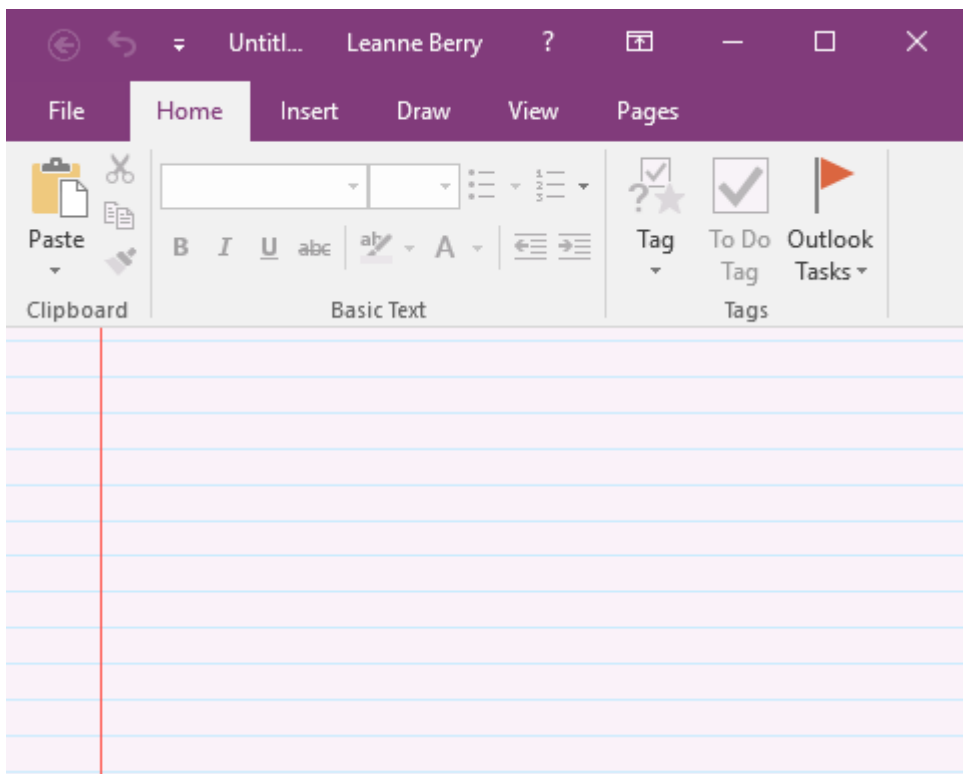 Untitl... Leanne Berry ?
File Home Insert Draw View Pages
Paste
B I U abc aby A
Tag To Do Tag Outlook Tasks
Clipboard Basic Text Tags